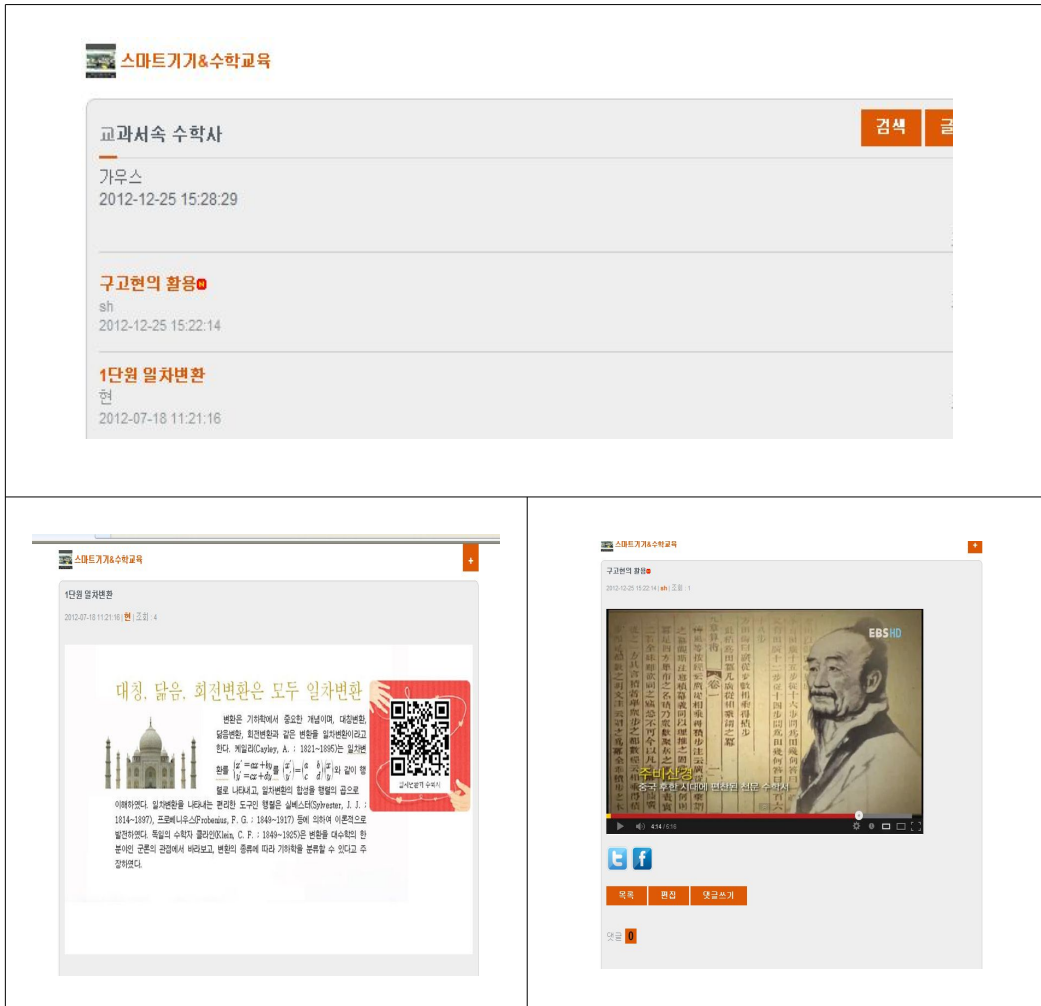 스마트기기&수학교육
교과서속 수학사
검색
글
가우스
2012-12-25 15:28:29
구고현의 활용
sh
2012-12-25 15:22:14
1단원 일차변환
현
2012-07-18 11:21:16
스마트기기&수학교육
+
1단원 일차변환
2012-07-18 11:21:16 | 현 | 조회 : 4
대칭, 닮음, 회전변환은 모두 일차변환
변환은 기하학에서 중요한 개념이며, 대칭변환,
닮음변환, 회전변환과 같은 변환을 일차변환이라고
한다. 케일리(Cayley, A. : 1821~1895)는 일차변
환를 {x′=ax+by y′=cx+dy를 (x′ y′)=(a b c d)(x y)와 같이 행
렬로 나타내고, 일차변환의 합성을 행렬의 곱으로
이해하였다. 일차변환을 나타내는 편리한 도구인 행렬은 실베스터(Sylvester, J. J. :
1814~1897), 프로베니우스(Frobenius, F. G. : 1849~1917) 등에 의하여 이론적으로
발전하였다. 독일의 수학자 클라인(Klein, C. F. : 1849~1925)은 변환을 대수학의 한
분야인 군론의 관점에서 바라보고, 변환의 종류에 따라 기하학을 분류할 수 있다고 주
장하였다.
스마트기기&수학교육
+
구고현의 활용
2012-12-25 15:22:14 | sh | 조회 : 1
EBS HD
卷一
주비산경
중국 후한 시대에 편찬된 천문 수학서
4:14 / 6:18
목록
편집
댓글쓰기
댓글 0